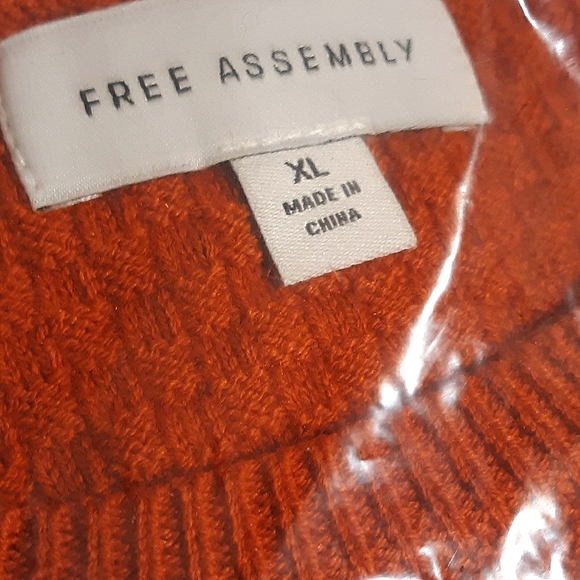 FREE ASSEMBLY
XL
MADE IN
CHINA